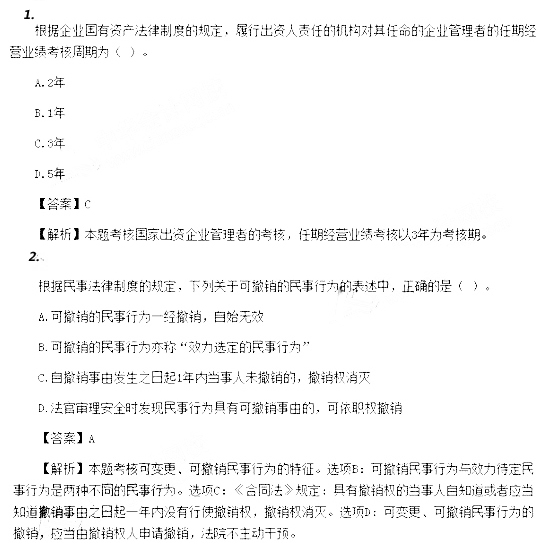 1.
根据企业国有资产法律制度的规定，履行出资人责任的机构对其任命的企业管理者的任期经
营业绩考核周期为（ ）。
A.2年
B.1年
C.3年
D.5年
【答案】C
【解析】本题考核国家出资企业管理者的考核，任期经营业绩考核以3年为考核期。
2.
根据民事法律制度的规定，下列关于可撤销的民事行为的表述中，正确的是（ ）。
A.可撤销的民事行为一经撤销，自始无效
B.可撤销的民事行为亦称“效力选定的民事行为”
C.自撤销事由发生之日起1年内当事人未撤销的，撤销权消灭
D.法官审理安全时发现民事行为具有可撤销事由的，可依职权撤销
【答案】A
【解析】本题考核可变更、可撤销民事行为的特征。选项B：可撤销民事行为与效力待定民
事行为是两种不同的民事行为。选项C：《合同法》规定：具有撤销权的当事人自知道或者应当
知道撤销事由之日起一年内没有行使撤销权，撤销权消灭。选项D：可变更、可撤销民事行为的
撤销，应当由撤销权人申请撤销，法院不主动干预。